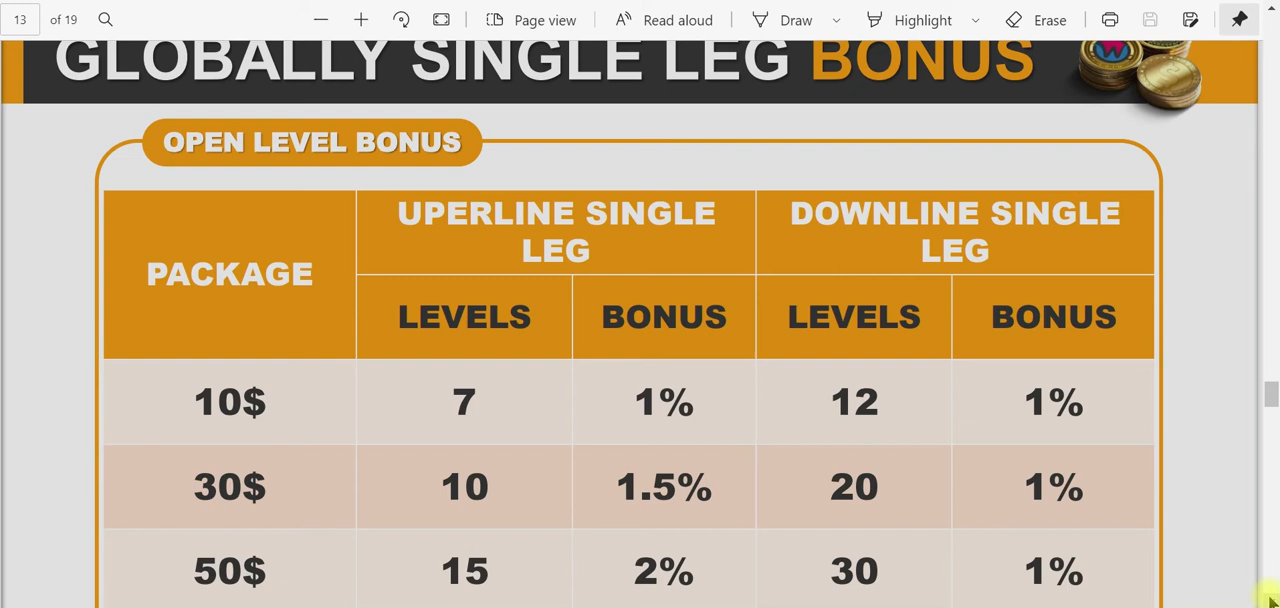 13 of 19 Page view Read aloud Draw Highlight Erase
GLOBALLY SINGLE LEG BONUS
OPEN LEVEL BONUS
PACKAGE
UPERLINE SINGLE
LEG
DOWNLINE SINGLE
LEG
LEVELS BONUS LEVELS BONUS
10$ 7 1% 12 1%
30$ 10 1.5% 20 1%
50$ 15 2% 30 1%